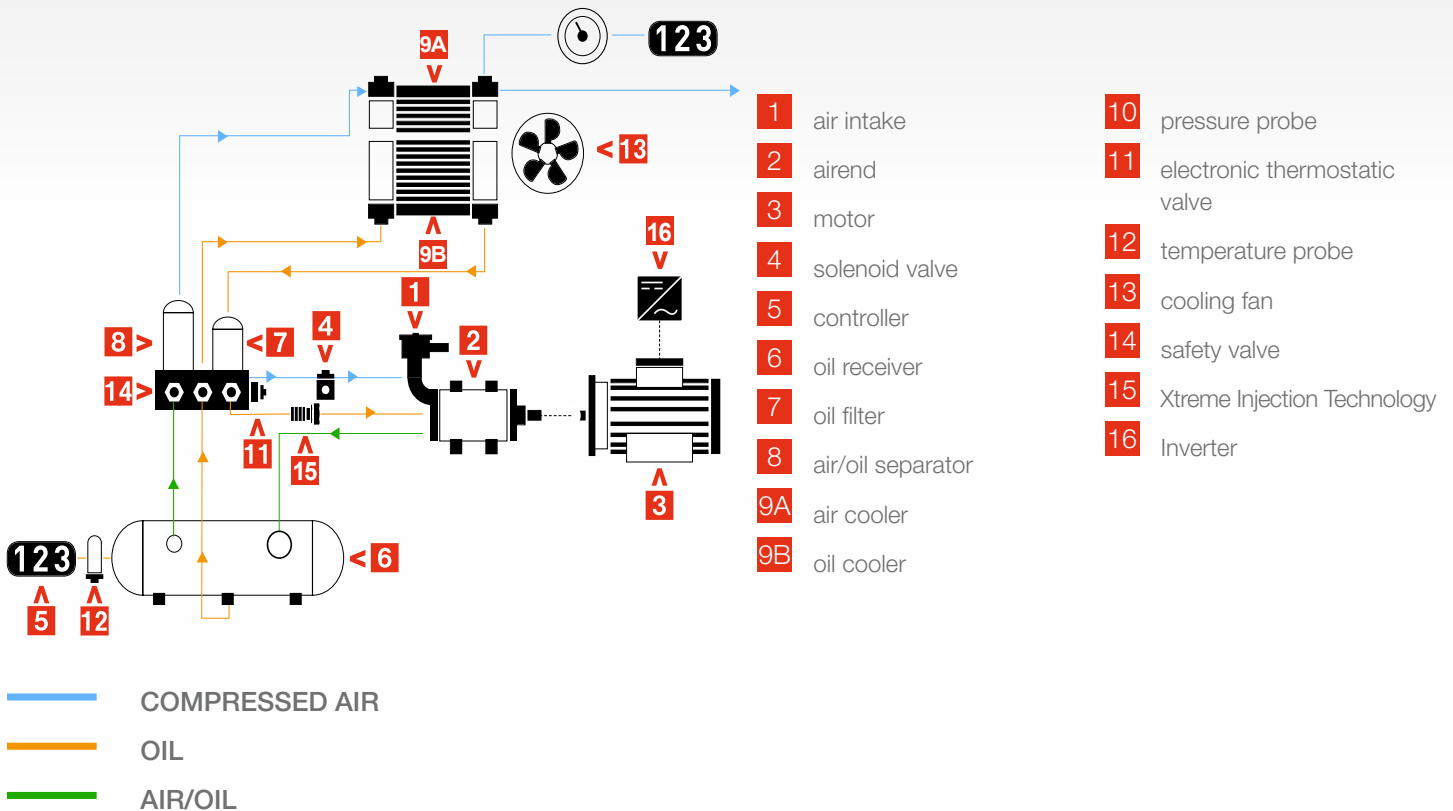 9A
123
13
9B
16
1
2
4
8
7
14
11
15
3
6
123
5
12
1 air intake
2 airend
3 motor
4 solenoid valve
5 controller
6 oil receiver
7 oil filter
8 air/oil separator
9A air cooler
9B oil cooler
10 pressure probe
11 electronic thermostatic
valve
12 temperature probe
13 cooling fan
14 safety valve
15 Xtreme Injection Technology
16 Inverter
COMPRESSED AIR
OIL
AIR/OIL